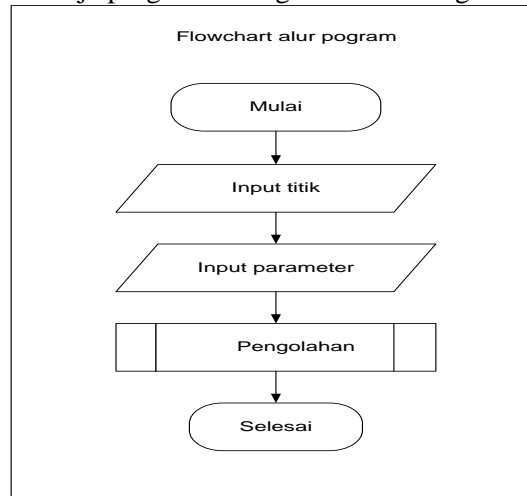 Flowchart alur pogram
Mulai
Input titik
Input parameter
Pengolahan
Selesai